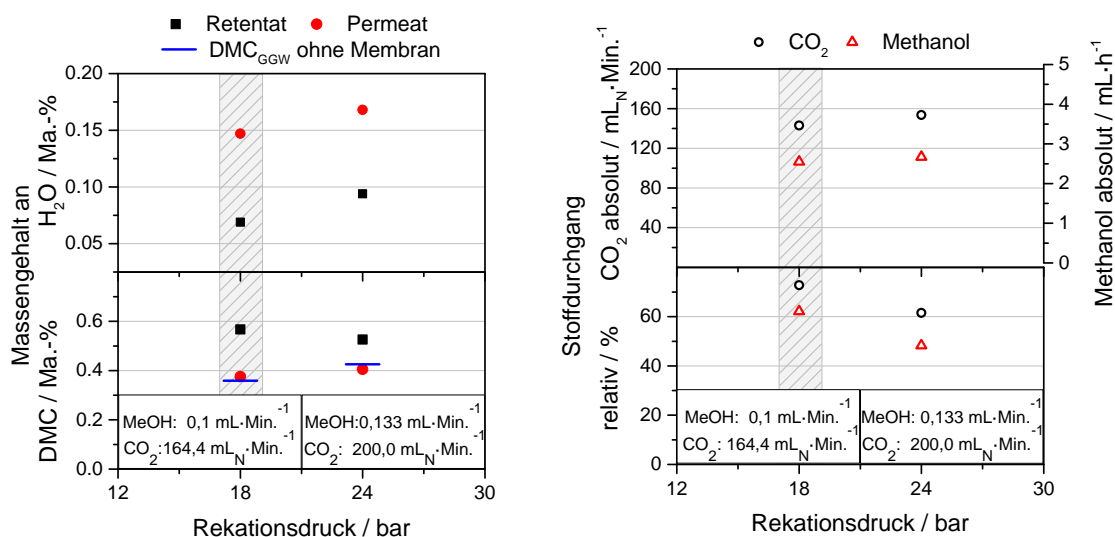 Retentat Permeat
DMC_GGW ohne Membran
Massengehalt an
H₂O / Ma.-%
DMC / Ma.-%
0.20
0.15
0.10
0.05
0.6
0.4
0.2
0.0
MeOH: 0,1 mL·Min.⁻¹
CO₂:164,4 mL_N·Min.⁻¹
MeOH:0,133 mL·Min.⁻¹
CO₂: 200,0 mL_N·Min.⁻¹
12 18 24 30
Rekationsdruck / bar
CO₂ Methanol
Stoffdurchgang
CO₂ absolut / mL_N·Min.⁻¹
relativ / %
200
160
120
80
40
60
40
20
0
5
4
3
2
1
0
Methanol absolut / mL·h⁻¹
MeOH: 0,1 mL·Min.⁻¹
CO₂: 164,4 mL_N·Min.⁻¹
MeOH: 0,133 mL·Min.⁻¹
CO₂: 200,0 mL_N·Min.⁻¹
12 18 24 30
Rekationsdruck / bar